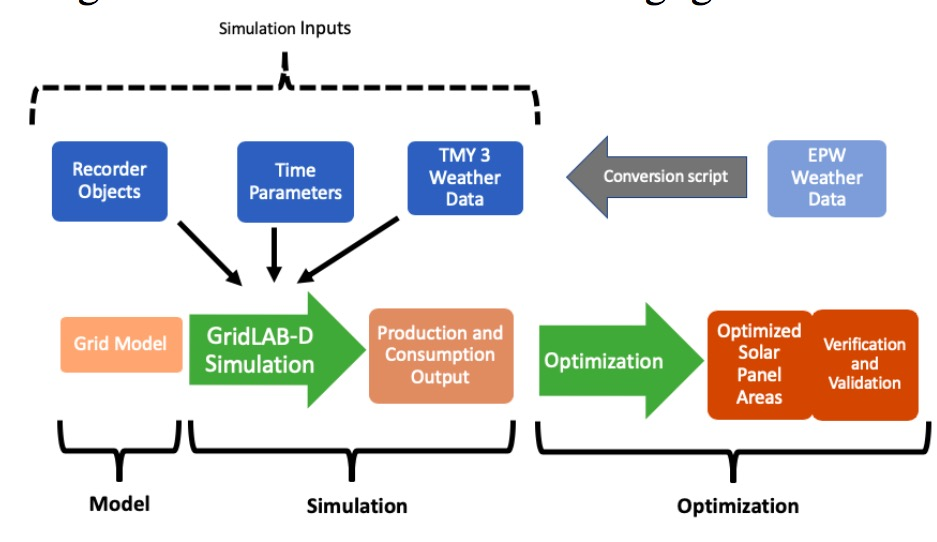 Simulation Inputs
Recorder
Objects
Time
Parameters
TMY 3
Weather
Data
Conversion script
EPW
Weather
Data
Grid Model
GridLAB-D
Simulation
Production and
Consumption
Output
Optimization
Optimized
Solar
Panel
Areas
Verification
and
Validation
Model
Simulation
Optimization